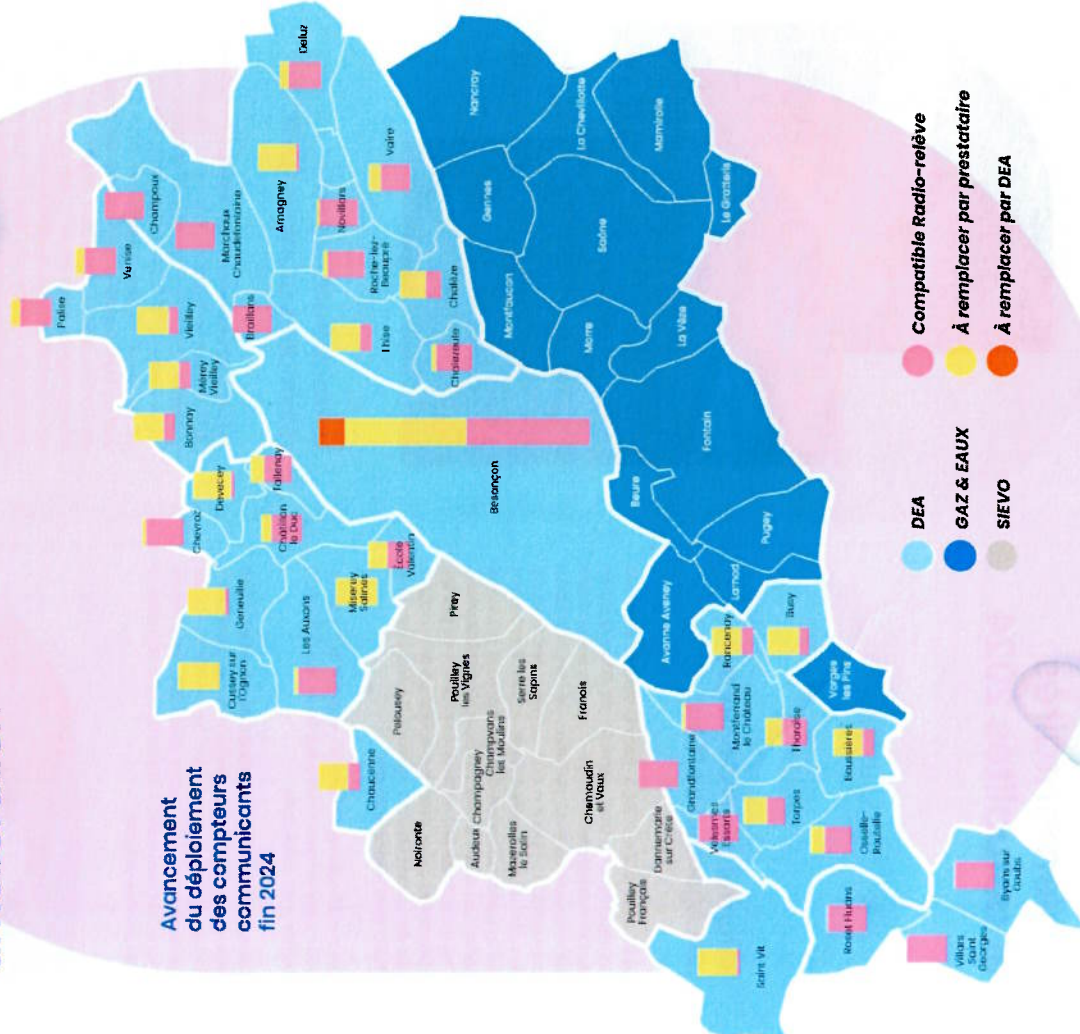 Avancement
du déploiement
des compteurs
communicants
fin 2024
Noironte
Chaucenne
Pelousey
Audeux
Champagney
Champvans
les Moulins
Mazerolles
le Salin
Pouilley
les Vignes
Serre les
Sapins
Pirey
Franois
Chemaudin
et Vaux
Dannemarie
sur Crète
Pouilley
Français
Cussey sur
l'Ognon
Geneuille
Les Auxons
Miserey
Salines
École
Valentin
Chevroz
Devecey
Châtillon
le Duc
Tallenay
Bonnay
Mérey
Vieilley
Vieilley
Palise
Venise
Champoux
Marchaux
Chaudefontaine
Braillans
Thise
Amagney
Deluz
Vaire
Novillars
Roche-lez-
Beaupré
Chalèze
Chalezeule
Besançon
Nancray
Gennes
La Chevillotte
Mamirolle
Saône
Le Gratteris
Montfaucon
Morre
La Vèze
Fontain
Beure
Pugey
Larnod
Avanne Aveney
Rancenay
Busy
Vorges
les Pins
Montferrand
le Château
Thoraise
Boussières
Grandfontaine
Velesmes
Essarts
Torpes
Osselle-
Routelle
Saint Vit
Roset Fluans
Villars
Saint
Georges
Byans sur
Doubs
DEA
GAZ & EAUX
SIEVO
Compatible Radio-relève
À remplacer par prestataire
À remplacer par DEA